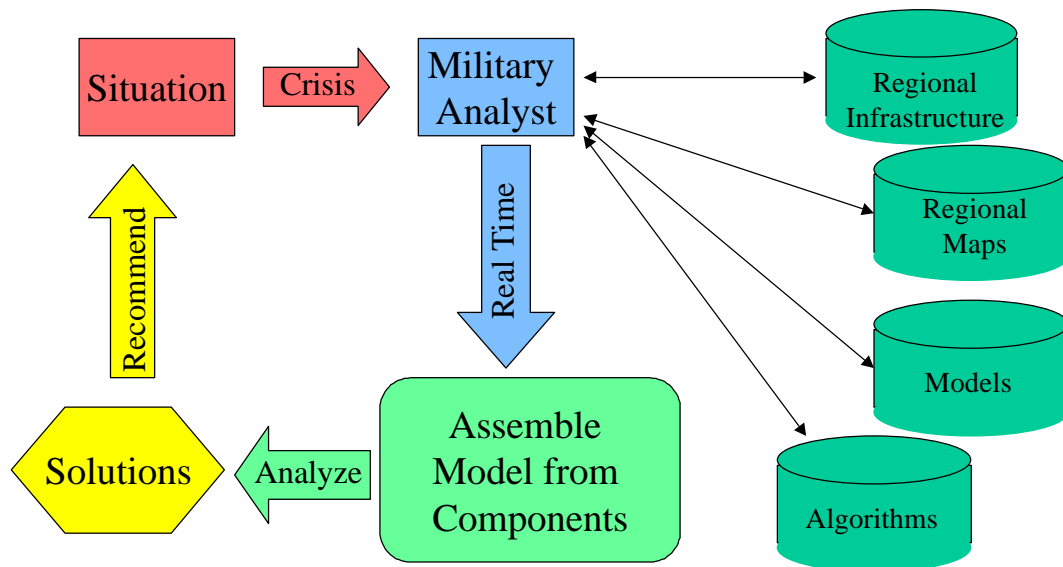 Situation
Crisis
Military
Analyst
Regional
Infrastructure
Regional
Maps
Real Time
Recommend
Models
Assemble
Model from
Components
Analyze
Solutions
Algorithms